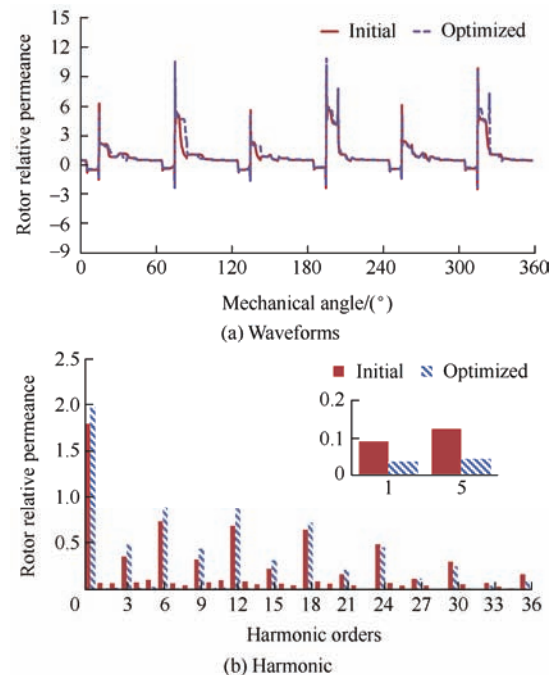 15
12
9
6
3
0
−3
−6
−9
Rotor relative permeance
Initial Optimized
0 60 120 180 240 300 360
Mechanical angle/(°)
(a) Waveforms
2.5
2.0
1.5
1.0
0.5
Rotor relative permeance
Initial Optimized
0.2
0.1
0
1 5
0 3 6 9 12 15 18 21 24 27 30 33 36
Harmonic orders
(b) Harmonic